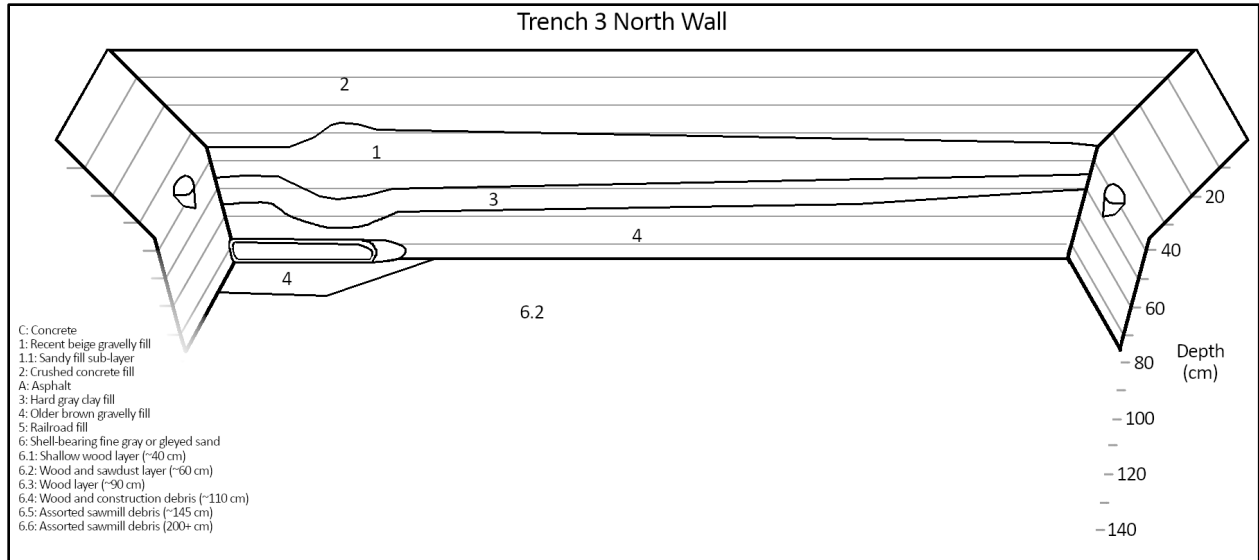 Trench 3 North Wall
2
1
3
4
4
6.2
20
40
60
80
100
120
140
Depth
(cm)
C: Concrete
1: Recent beige gravelly fill
1.1: Sandy fill sub-layer
2: Crushed concrete fill
A: Asphalt
3: Hard gray clay fill
4: Older brown gravelly fill
5: Railroad fill
6: Shell-bearing fine gray or gleyed sand
6.1: Shallow wood layer (~40 cm)
6.2: Wood and sawdust layer (~60 cm)
6.3: Wood layer (~90 cm)
6.4: Wood and construction debris (~110 cm)
6.5: Assorted sawmill debris (~145 cm)
6.6: Assorted sawmill debris (200+ cm)